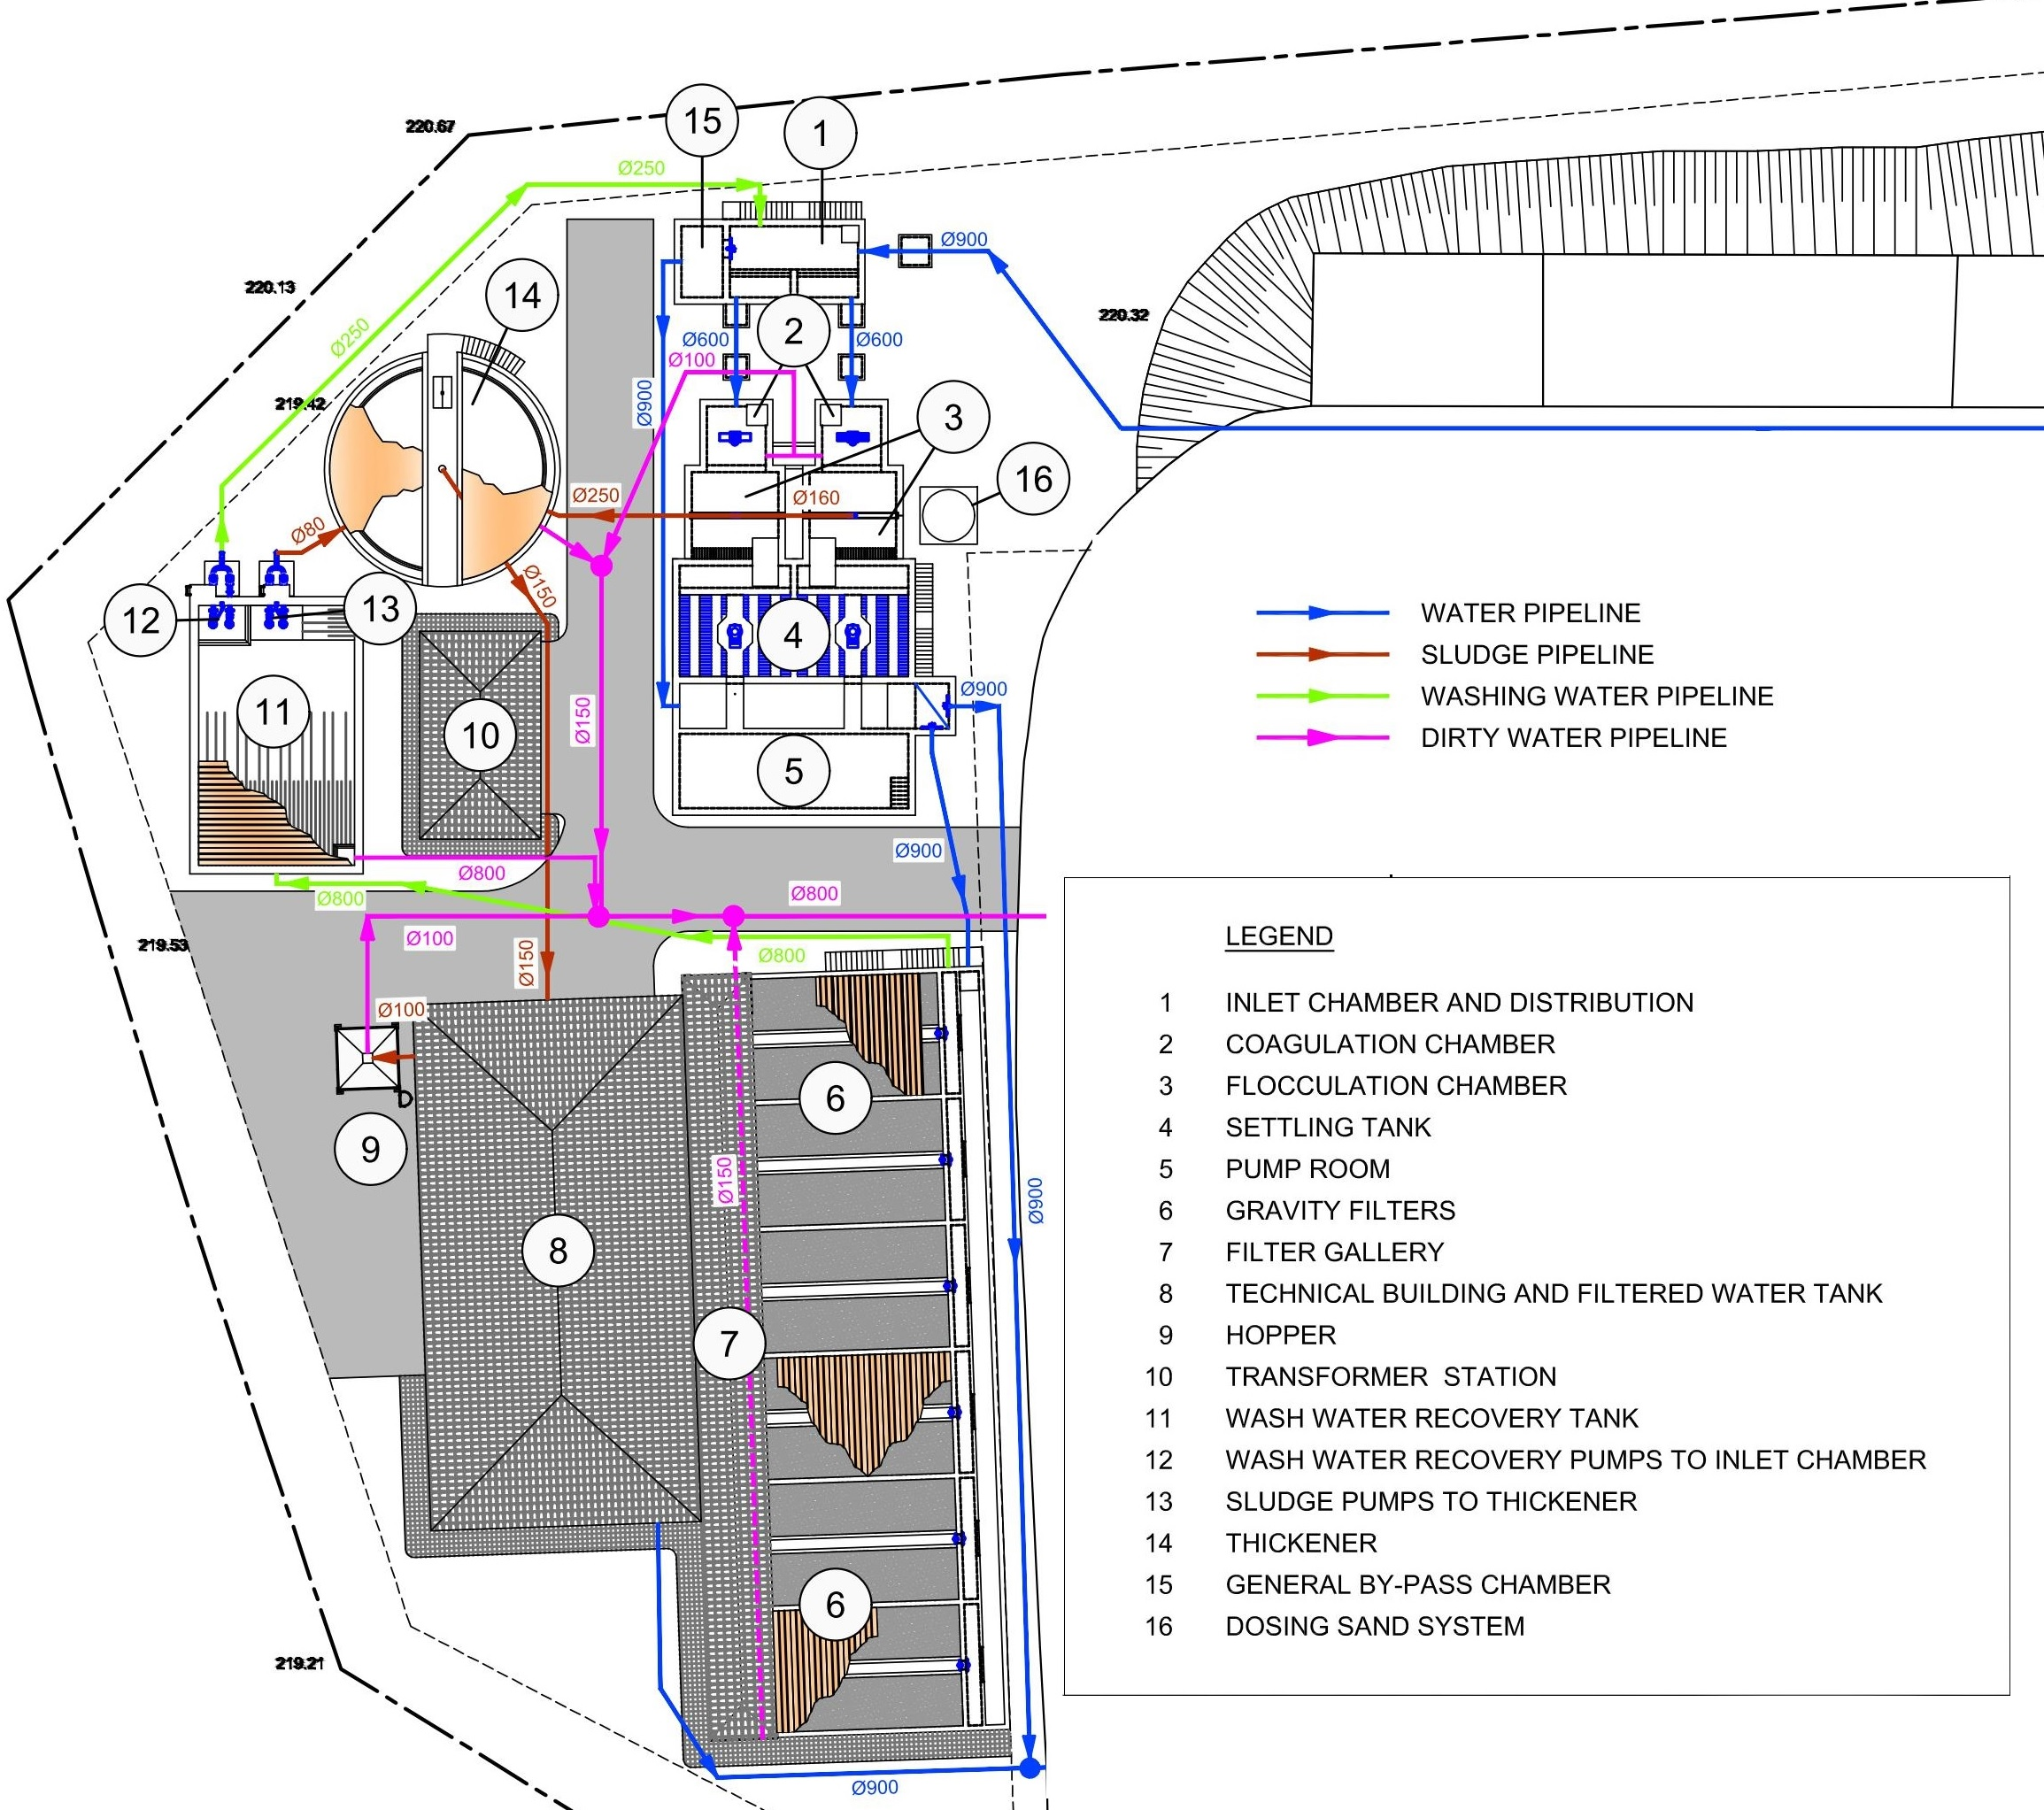 220.67
15
1
Ø250
220.13
Ø900
14
220.32
2
Ø600
Ø600
Ø250
Ø100
Ø900
219.42
3
16
Ø250
Ø160
Ø80
Ø150
12
13
WATER PIPELINE
4
SLUDGE PIPELINE
Ø900
WASHING WATER PIPELINE
11
10
Ø150
DIRTY WATER PIPELINE
5
Ø900
Ø800
Ø800
Ø800
219.53
Ø100
Ø150
Ø800
LEGEND
Ø100
1 INLET CHAMBER AND DISTRIBUTION
2 COAGULATION CHAMBER
3 FLOCCULATION CHAMBER
4 SETTLING TANK
5 PUMP ROOM
6 GRAVITY FILTERS
7 FILTER GALLERY
8 TECHNICAL BUILDING AND FILTERED WATER TANK
9 HOPPER
10 TRANSFORMER STATION
11 WASH WATER RECOVERY TANK
12 WASH WATER RECOVERY PUMPS TO INLET CHAMBER
13 SLUDGE PUMPS TO THICKENER
14 THICKENER
15 GENERAL BY-PASS CHAMBER
16 DOSING SAND SYSTEM
6
9
Ø150
Ø900
8
7
6
219.21
Ø900